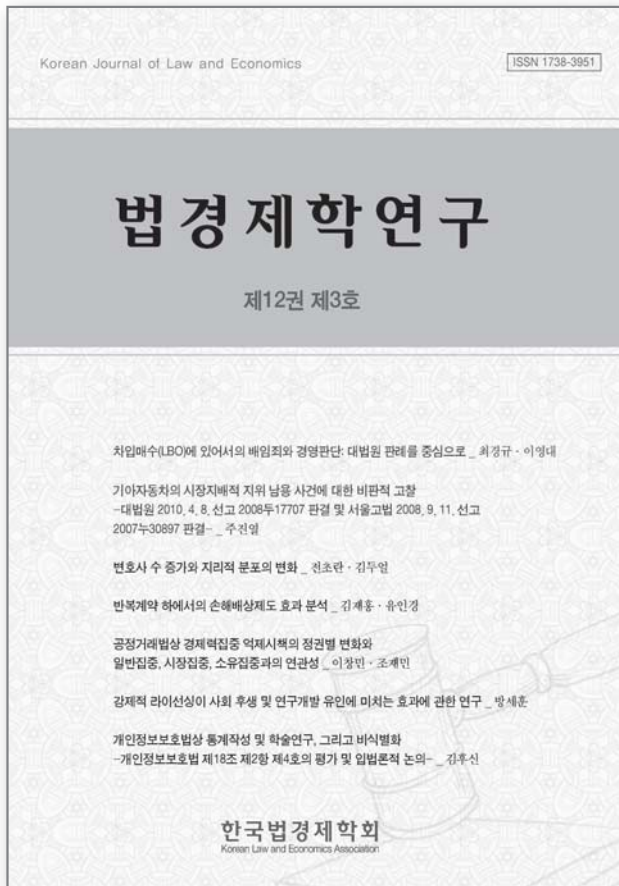 Korean Journal of Law and Economics
ISSN 1738-3951
법경제학연구
제12권 제3호
차입매수(LBO)에 있어서의 배임죄와 경영판단: 대법원 판례를 중심으로 _ 최경규 · 이영대
기아자동차의 시장지배적 지위 남용 사건에 대한 비판적 고찰
-대법원 2010. 4. 8. 선고 2008두17707 판결 및 서울고법 2008. 9. 11. 선고
2007누30897 판결- _ 주진열
변호사 수 증가와 지리적 분포의 변화 _ 전초란 · 김두얼
반복계약 하에서의 손해배상제도 효과 분석 _ 김재홍 · 유인경
공정거래법상 경제력집중 억제시책의 정권별 변화와
일반집중, 시장집중, 소유집중과의 연관성 _ 이창민 · 조재민
강제적 라이선싱이 사회 후생 및 연구개발 유인에 미치는 효과에 관한 연구 _ 방세훈
개인정보보호법상 통계작성 및 학술연구, 그리고 비식별화
-개인정보보호법 제18조 제2항 제4호의 평가 및 입법론적 논의- _ 김후신
한국법경제학회
Korean Law and Economics Association